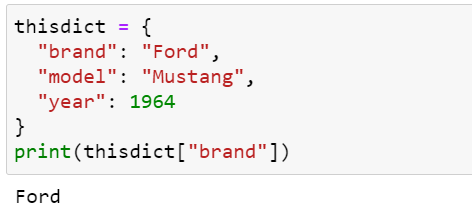 thisdict = {
  "brand": "Ford",
  "model": "Mustang",
  "year": 1964
}
print(thisdict["brand"])
Ford